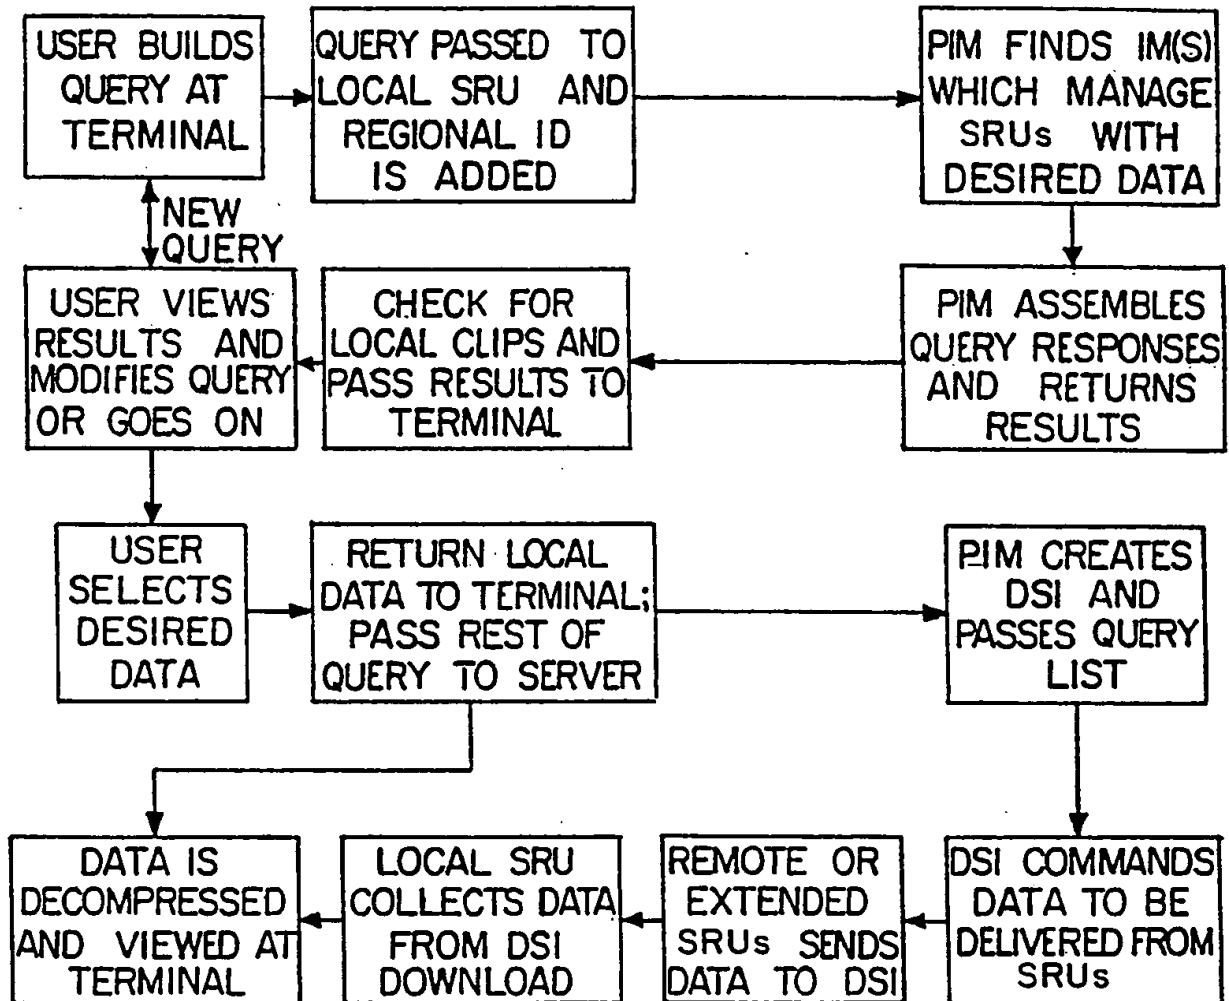 USER BUILDS
QUERY AT
TERMINAL
QUERY PASSED TO
LOCAL SRU AND
REGIONAL ID
IS ADDED
PIM FINDS IM(S)
WHICH MANAGE
SRUs WITH
DESIRED DATA
NEW
QUERY
USER VIEWS
RESULTS AND
MODIFIES QUERY
OR GOES ON
CHECK FOR
LOCAL CLIPS AND
PASS RESULTS TO
TERMINAL
PIM ASSEMBLES
QUERY RESPONSES
AND RETURNS
RESULTS
USER
SELECTS
DESIRED
DATA
RETURN LOCAL
DATA TO TERMINAL;
PASS REST OF
QUERY TO SERVER
PIM CREATES
DSI AND
PASSES QUERY
LIST
DATA IS
DECOMPRESSED
AND VIEWED AT
TERMINAL
LOCAL SRU
COLLECTS DATA
FROM DSI
DOWNLOAD
REMOTE OR
EXTENDED
SRUs SENDS
DATA TO DSI
DSI COMMANDS
DATA TO BE
DELIVERED FROM
SRUs